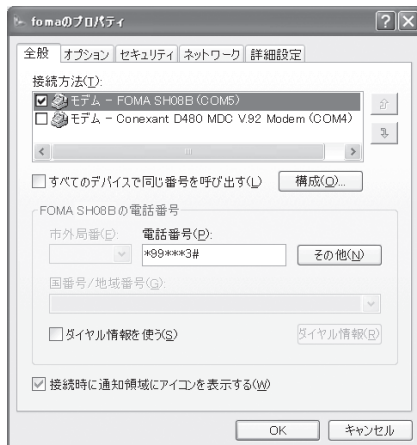 fomaのプロパティ
全般 オプション セキュリティ ネットワーク 詳細設定
接続方法(T):
モデム - FOMA SH08B (COM5)
モデム - Conexant D480 MDC V.92 Modem (COM4)
すべてのデバイスで同じ番号を呼び出す(L) 構成(O)...
FOMA SH08Bの電話番号
市外局番(E): 電話番号(P):
*99***3# その他(N)
国番号/地域番号(G):
ダイヤル情報を使う(S) ダイヤル情報(R)
接続時に通知領域にアイコンを表示する(W)
OK キャンセル